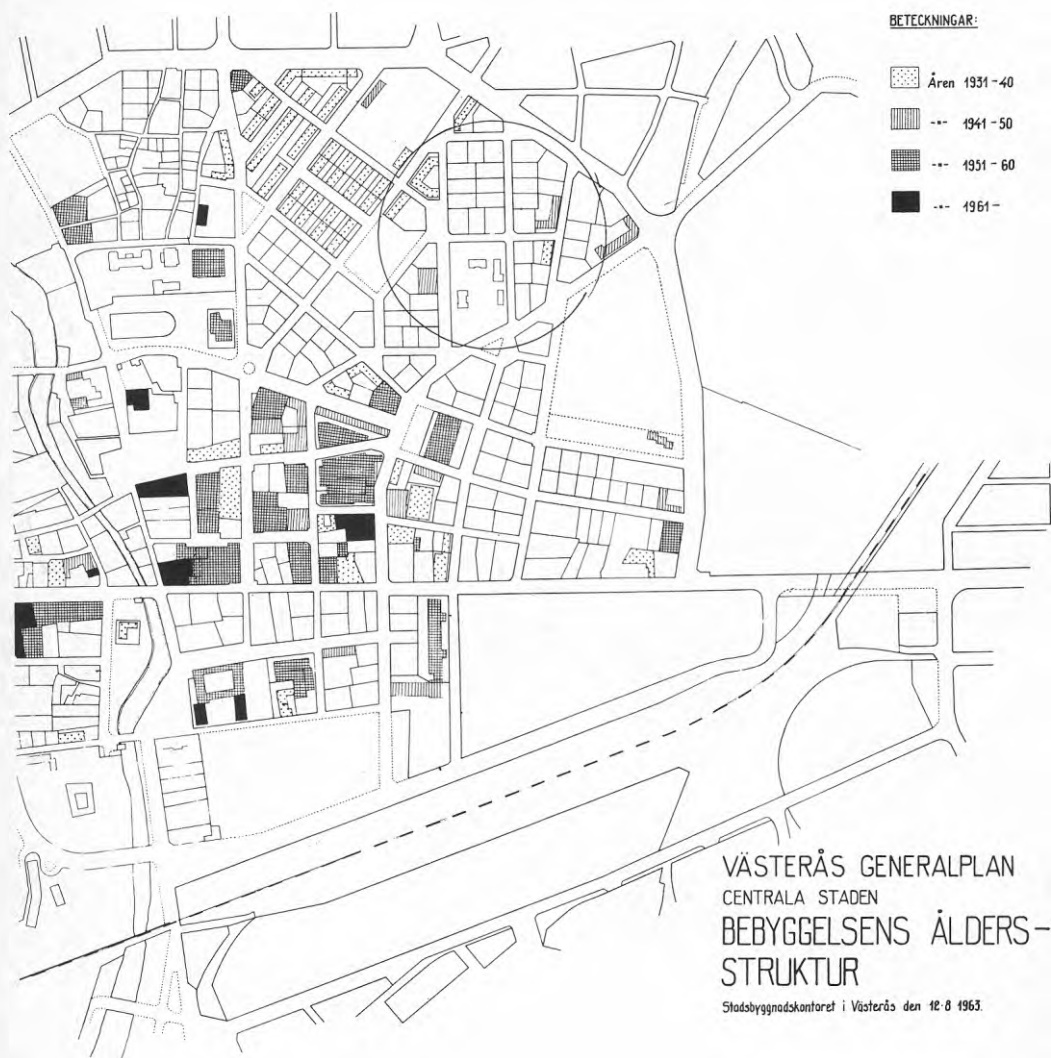 BETECKNINGAR:
Åren 1931-40
-"- 1941-50
-"- 1951-60
-"- 1961-
VÄSTERÅS GENERALPLAN
CENTRALA STADEN
BEBYGGELSENS ÅLDERS-
STRUKTUR
Stadsbyggnadskontoret i Västerås den 12-8 1963.